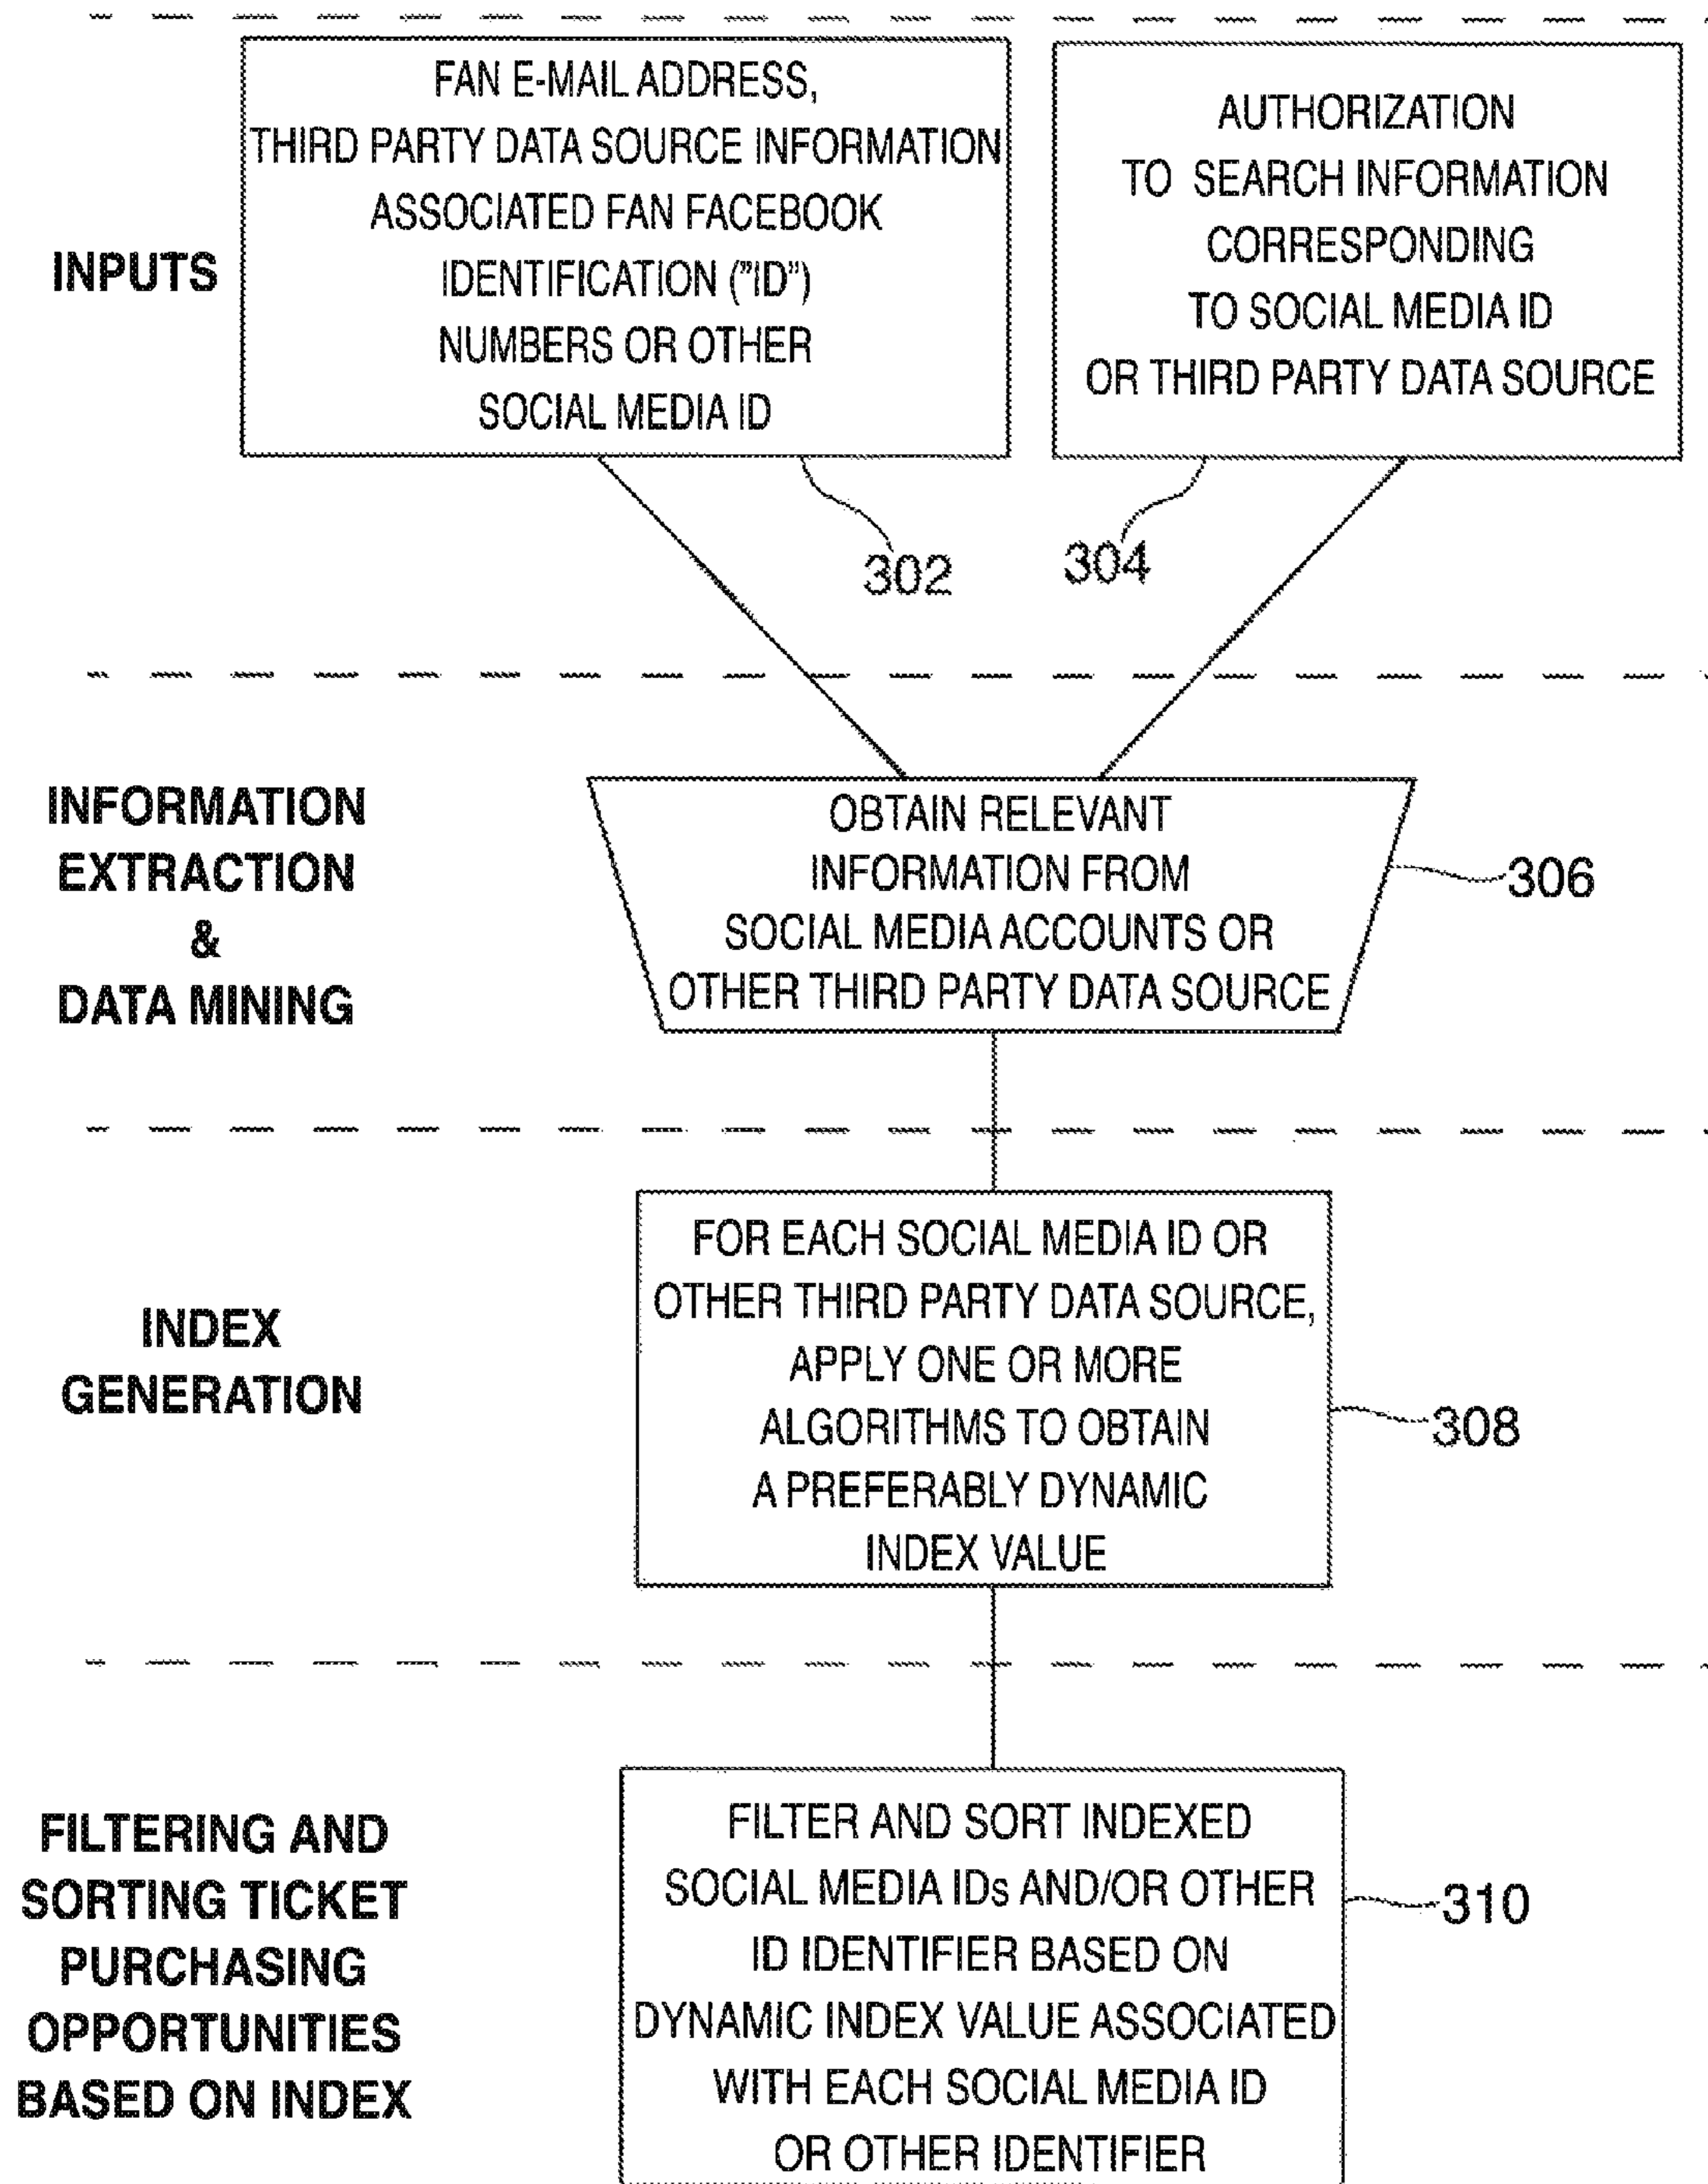 INPUTS
FAN E-MAIL ADDRESS,
THIRD PARTY DATA SOURCE INFORMATION
ASSOCIATED FAN FACEBOOK
IDENTIFICATION ("ID")
NUMBERS OR OTHER
SOCIAL MEDIA ID
302
AUTHORIZATION
TO SEARCH INFORMATION
CORRESPONDING
TO SOCIAL MEDIA ID
OR THIRD PARTY DATA SOURCE
304
INFORMATION
EXTRACTION
&
DATA MINING
OBTAIN RELEVANT
INFORMATION FROM
SOCIAL MEDIA ACCOUNTS OR
OTHER THIRD PARTY DATA SOURCE
306
INDEX
GENERATION
FOR EACH SOCIAL MEDIA ID OR
OTHER THIRD PARTY DATA SOURCE,
APPLY ONE OR MORE
ALGORITHMS TO OBTAIN
A PREFERABLY DYNAMIC
INDEX VALUE
308
FILTERING AND
SORTING TICKET
PURCHASING
OPPORTUNITIES
BASED ON INDEX
FILTER AND SORT INDEXED
SOCIAL MEDIA IDs AND/OR OTHER
ID IDENTIFIER BASED ON
DYNAMIC INDEX VALUE ASSOCIATED
WITH EACH SOCIAL MEDIA ID
OR OTHER IDENTIFIER
310